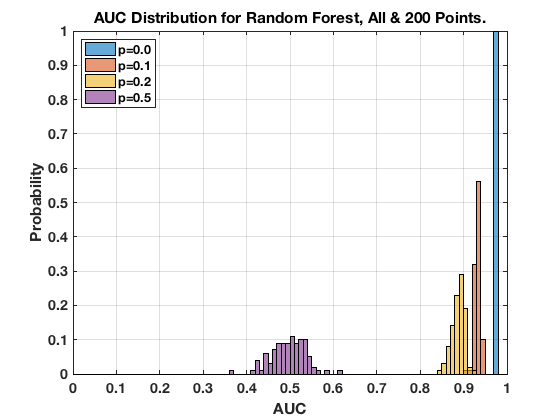 AUC Distribution for Random Forest, All & 200 Points.
1
0.9
0.8
0.7
0.6
0.5
0.4
0.3
0.2
0.1
0
Probability
p=0.0
p=0.1
p=0.2
p=0.5
0 0.1 0.2 0.3 0.4 0.5 0.6 0.7 0.8 0.9 1
AUC